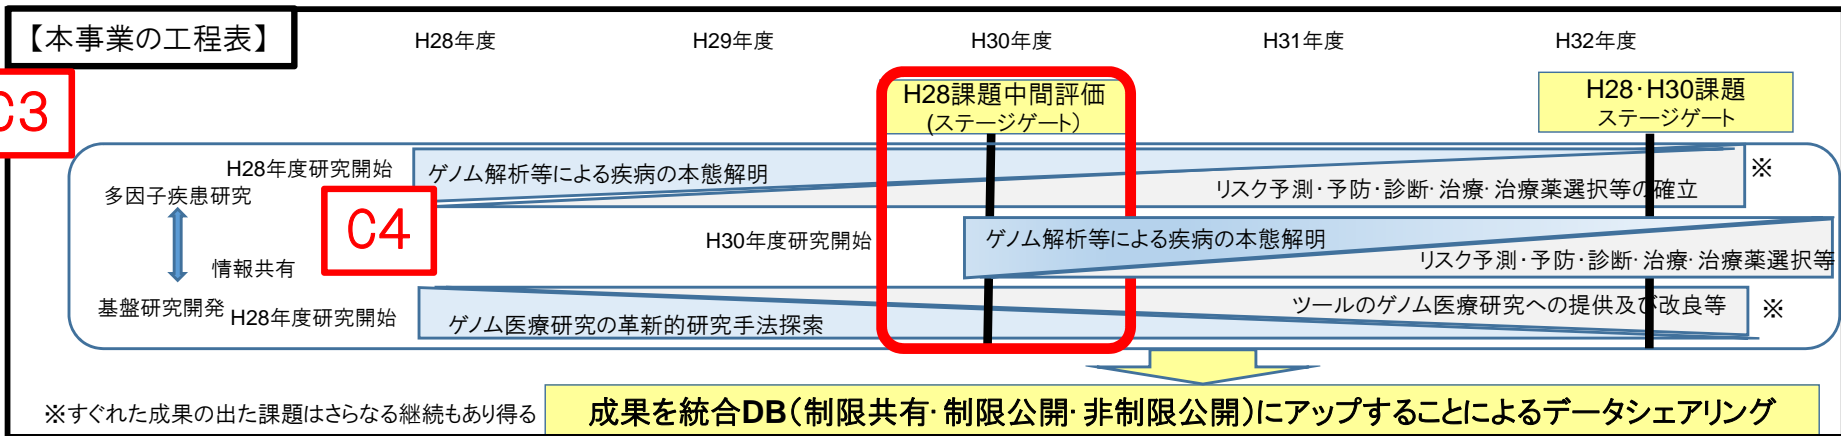 【本事業の工程表】
H28年度
H29年度
H30年度
H31年度
H32年度
C3
H28課題中間評価
(ステージゲート)
H28・H30課題
ステージゲート
H28年度研究開始
ゲノム解析等による疾病の本態解明
※
多因子疾患研究
リスク予測・予防・診断・治療・治療薬選択等の確立
C4
H30年度研究開始
ゲノム解析等による疾病の本態解明
情報共有
リスク予測・予防・診断・治療・治療薬選択等
基盤研究開発
H28年度研究開始
ツールのゲノム医療研究への提供及び改良等
※
ゲノム医療研究の革新的研究手法探索
※すぐれた成果の出た課題はさらなる継続もあり得る
成果を統合DB(制限共有・制限公開・非制限公開)にアップすることによるデータシェアリング